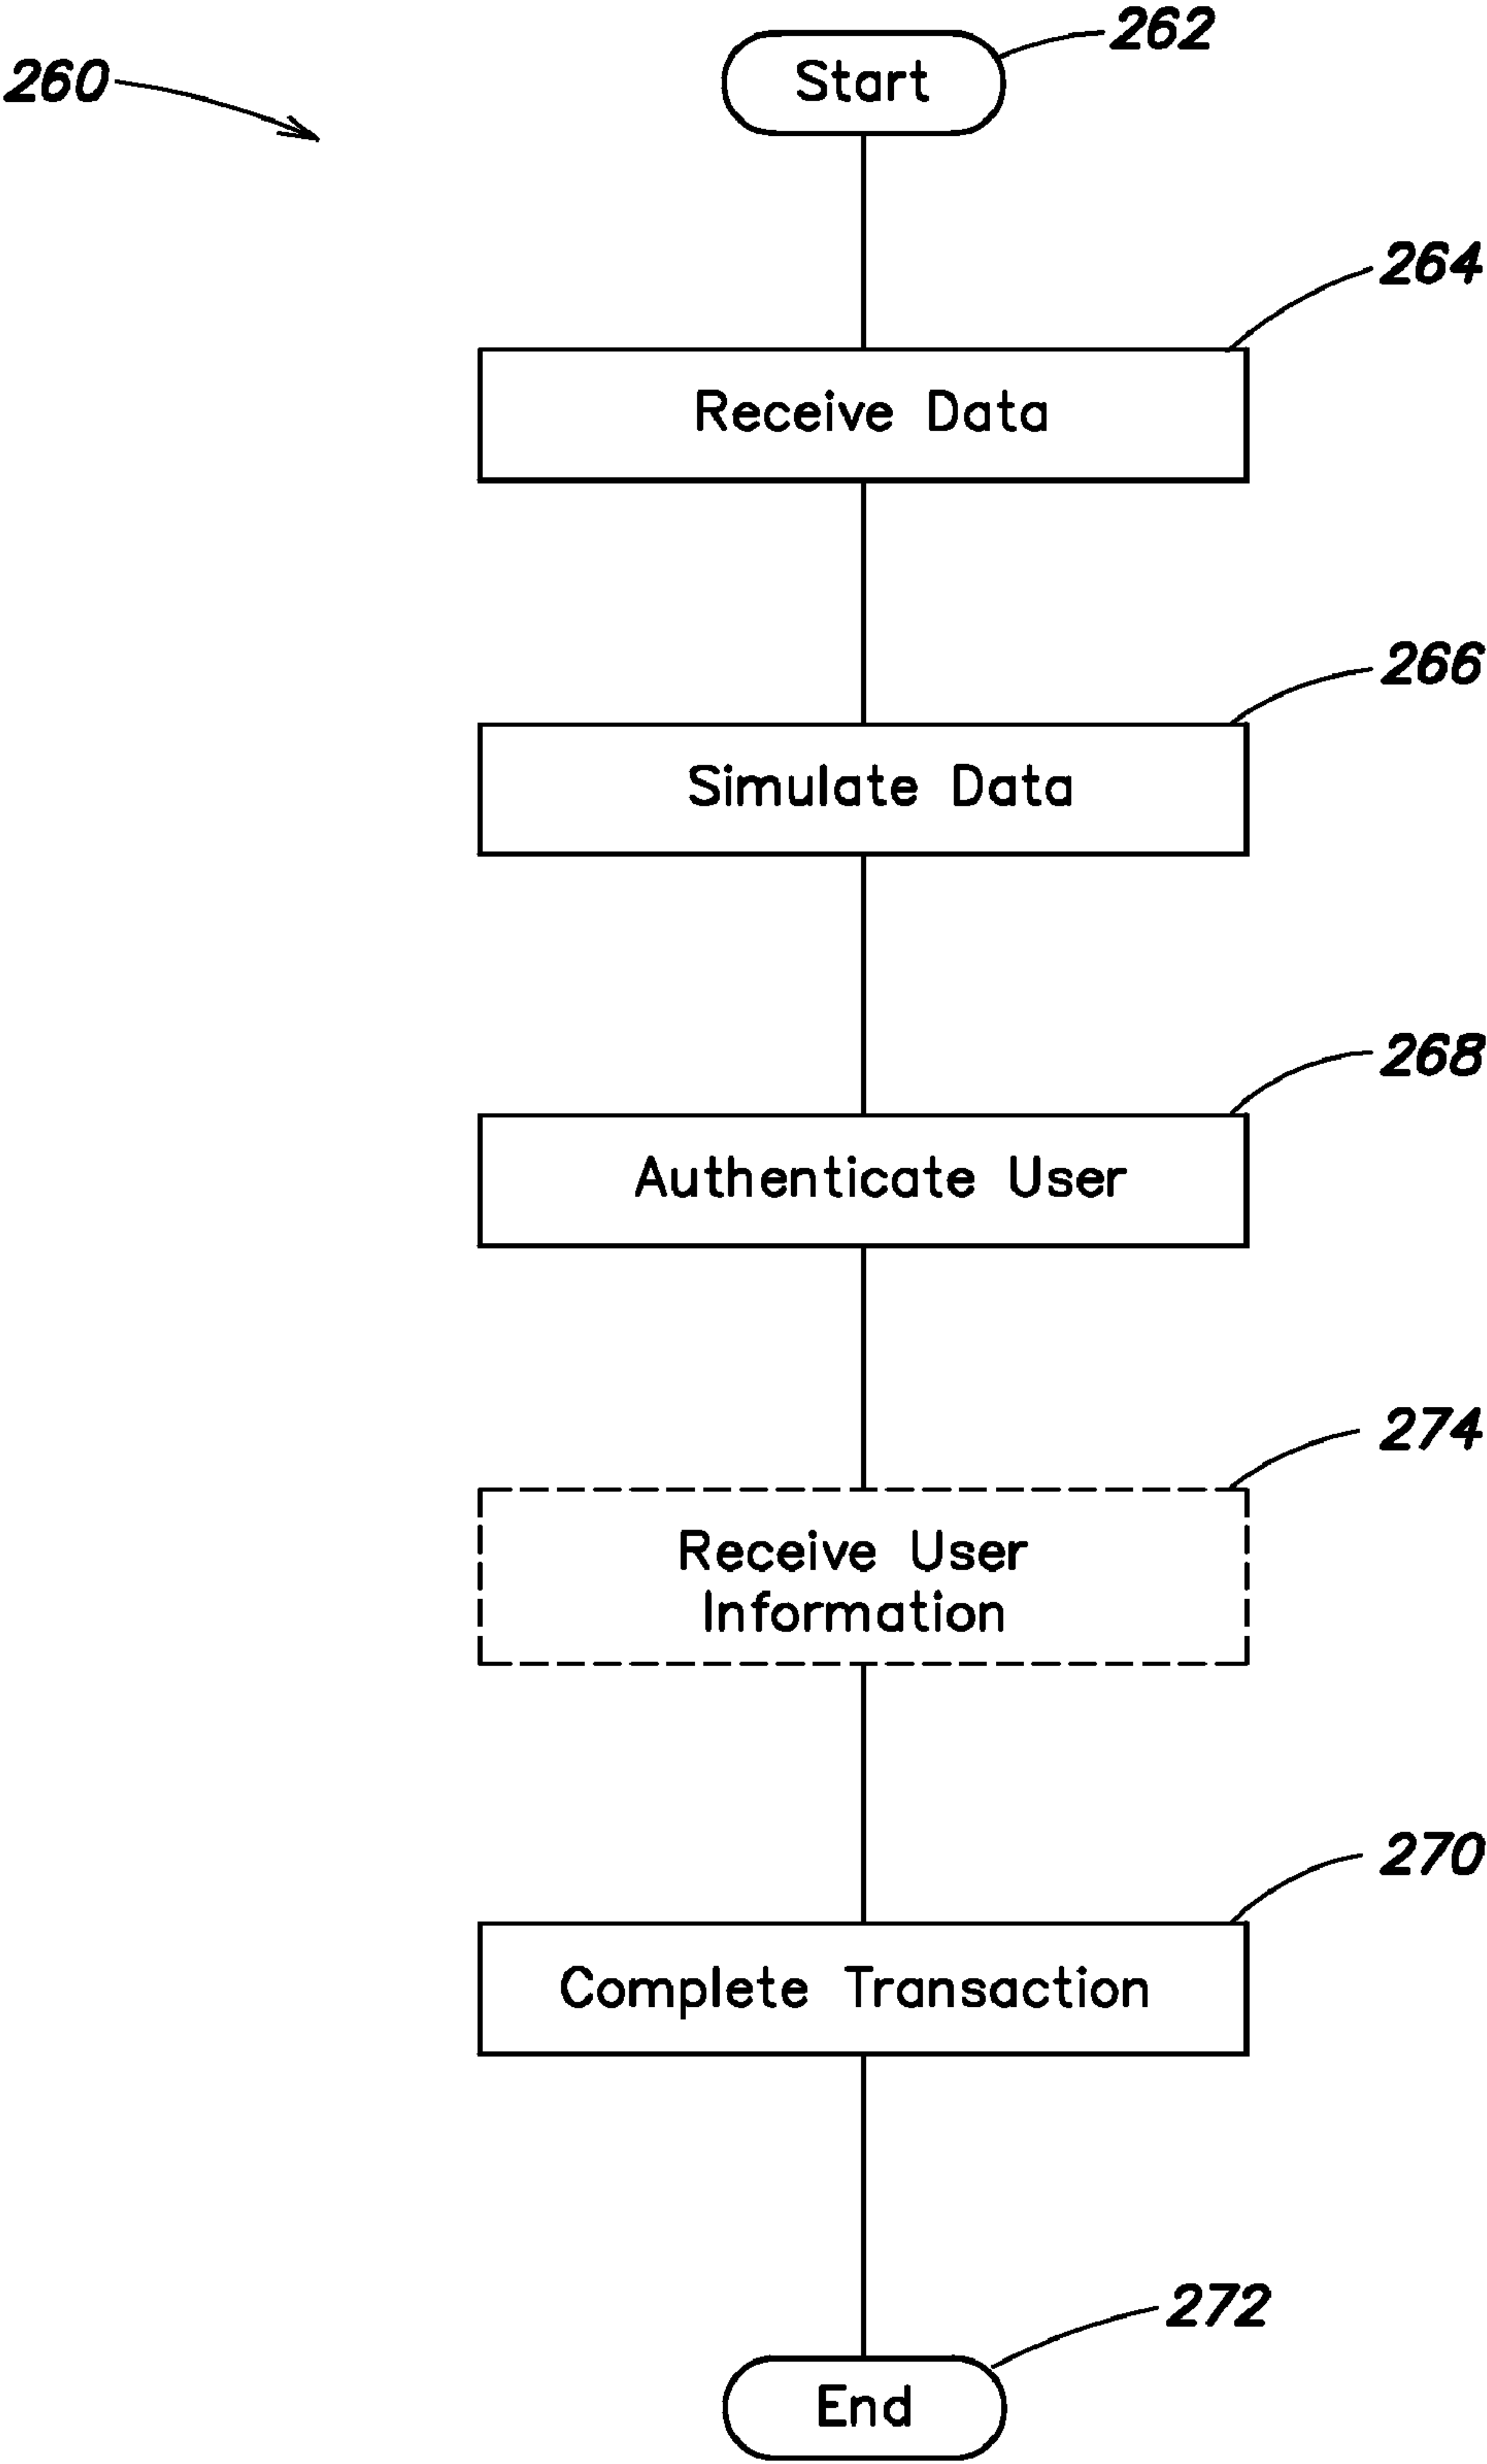 260
262
Start
264
Receive Data
266
Simulate Data
268
Authenticate User
274
Receive User
Information
270
Complete Transaction
272
End